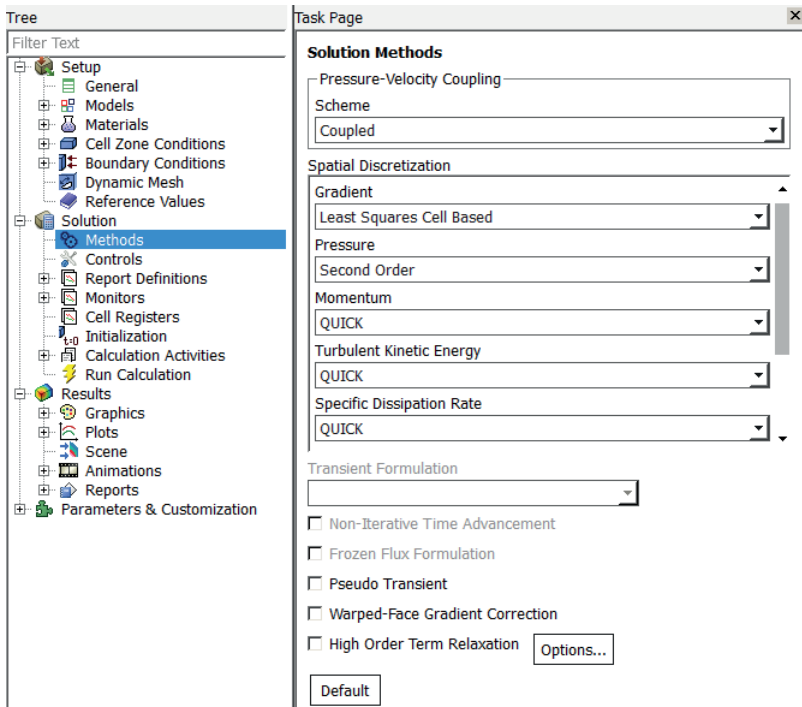 Tree
Filter Text
Setup
General
Models
Materials
Cell Zone Conditions
Boundary Conditions
Dynamic Mesh
Reference Values
Solution
Methods
Controls
Report Definitions
Monitors
Cell Registers
t=0 Initialization
Calculation Activities
Run Calculation
Results
Graphics
Plots
Scene
Animations
Reports
Parameters & Customization
Task Page
Solution Methods
Pressure-Velocity Coupling
Scheme
Coupled
Spatial Discretization
Gradient
Least Squares Cell Based
Pressure
Second Order
Momentum
QUICK
Turbulent Kinetic Energy
QUICK
Specific Dissipation Rate
QUICK
Transient Formulation
Non-Iterative Time Advancement
Frozen Flux Formulation
Pseudo Transient
Warped-Face Gradient Correction
High Order Term Relaxation Options...
Default